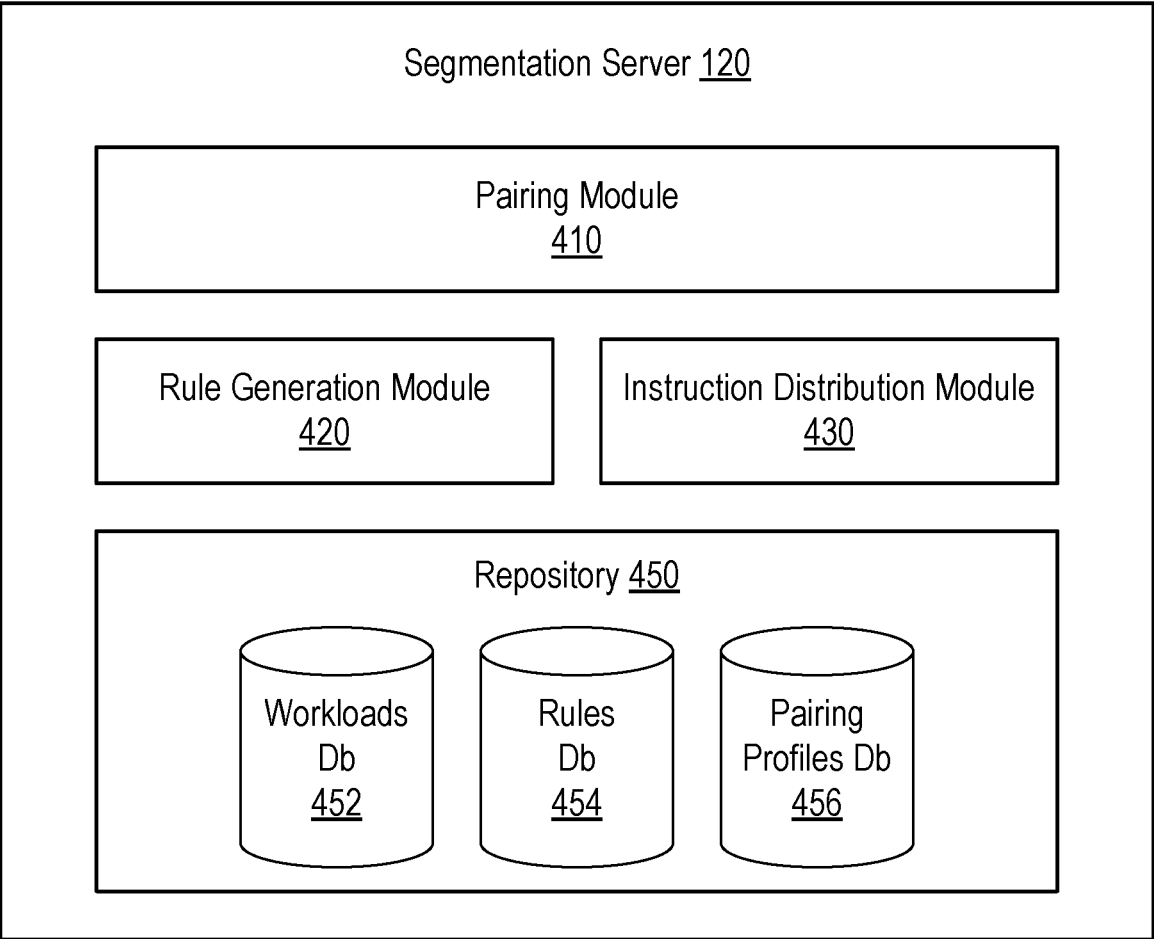 Segmentation Server 120
Pairing Module
410
Rule Generation Module
420
Instruction Distribution Module
430
Repository 450
Workloads
Db
452
Rules
Db
454
Pairing
Profiles Db
456